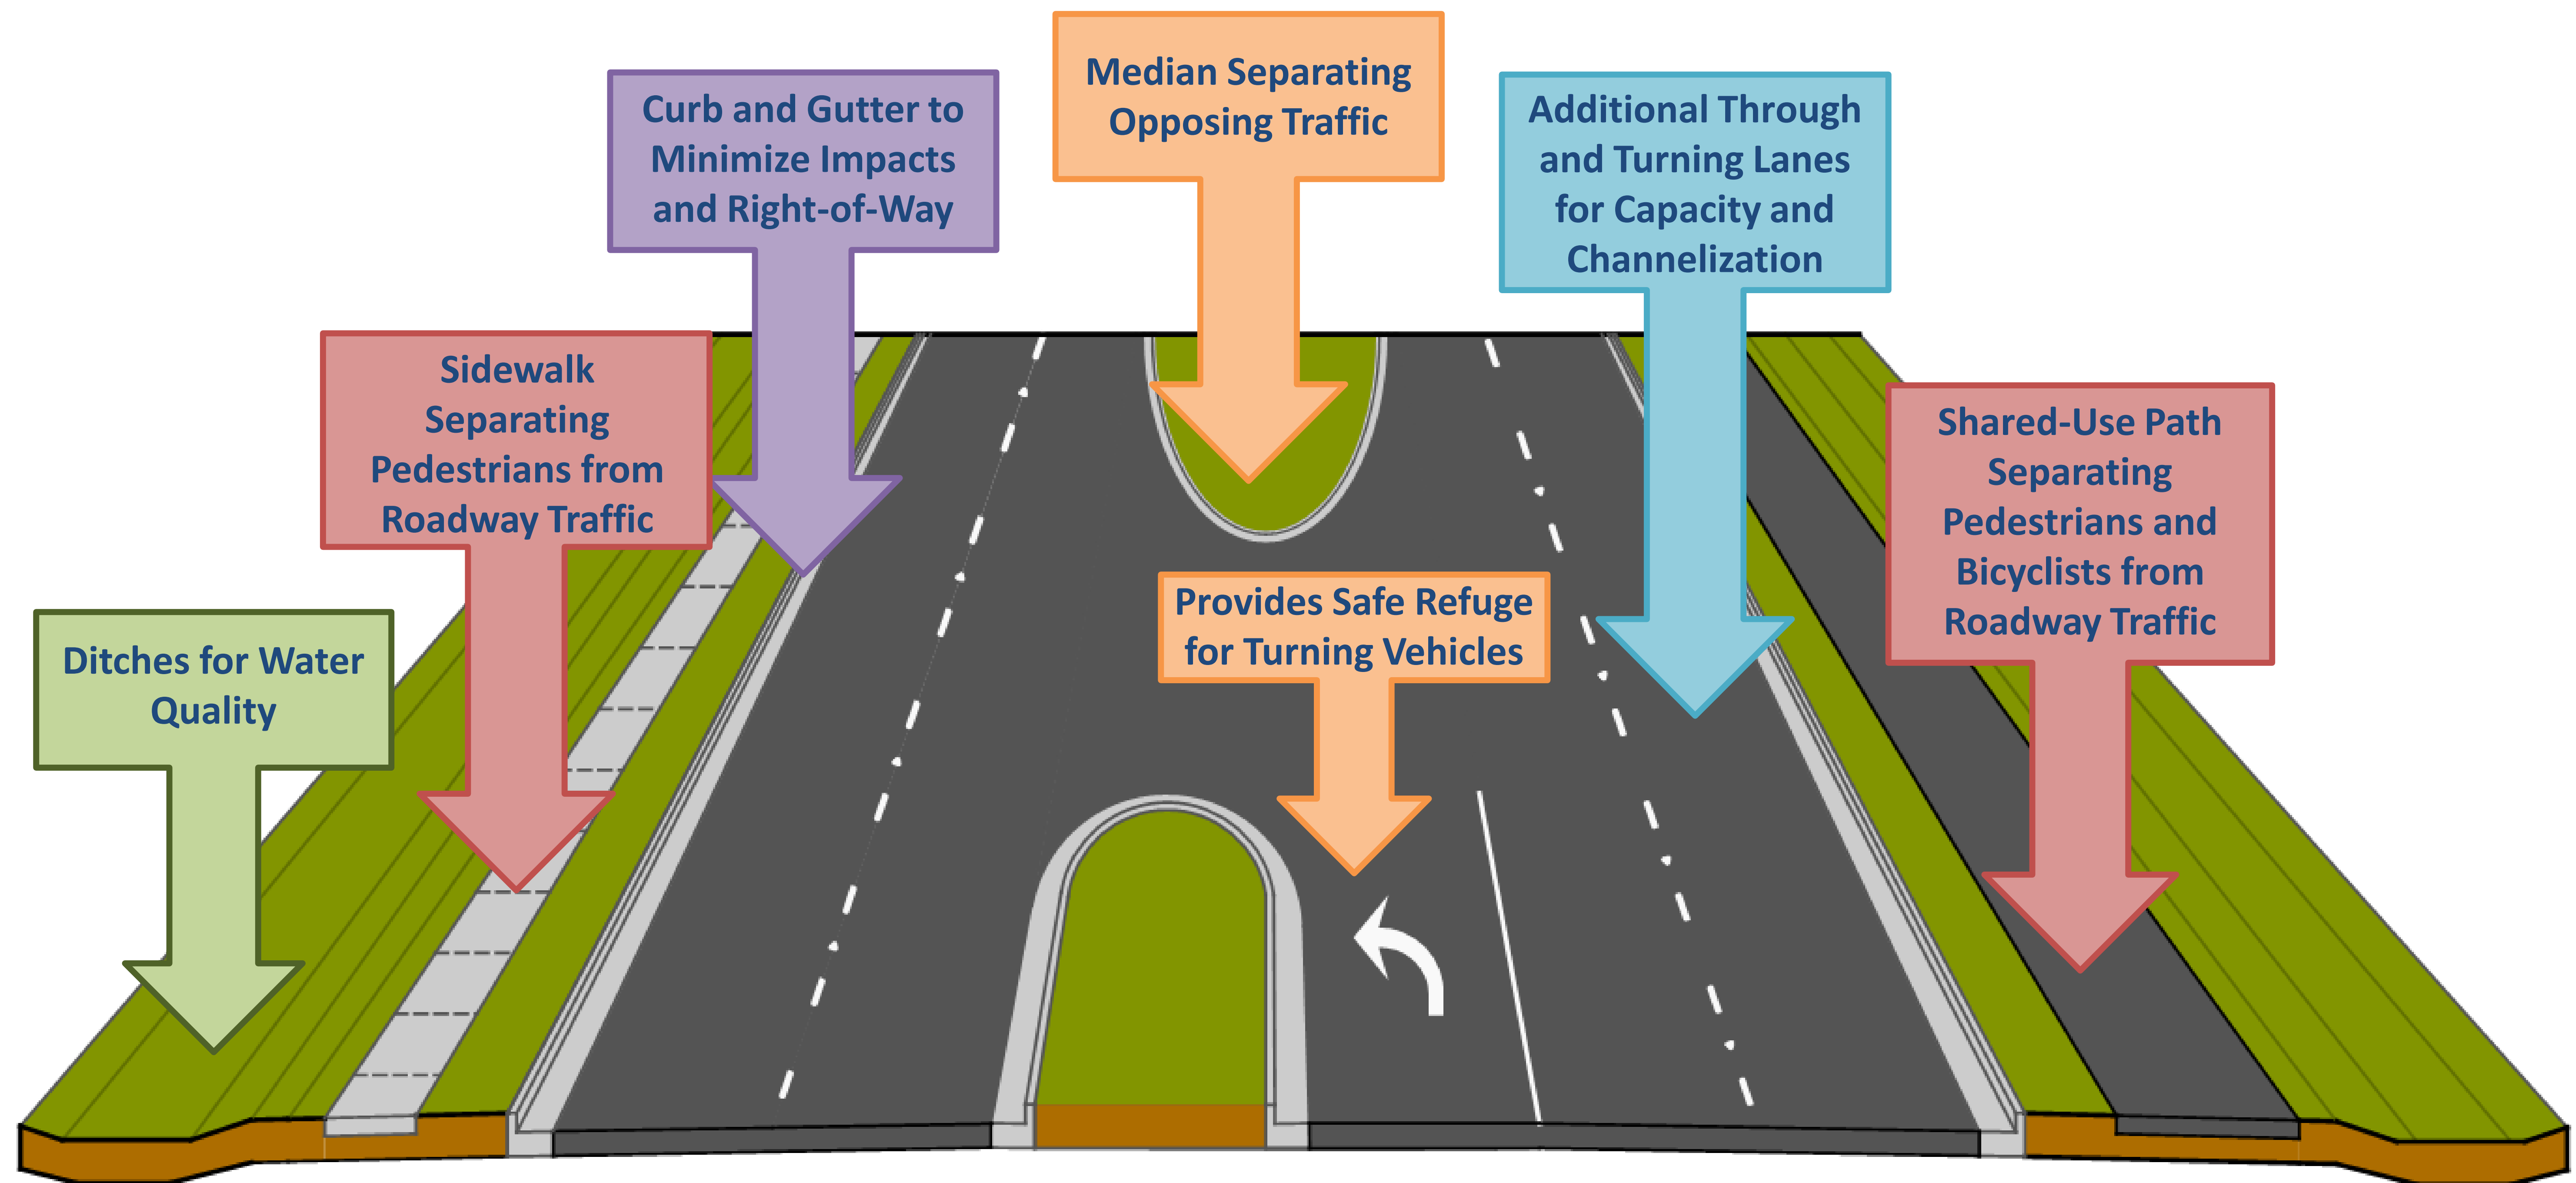 Median Separating
Opposing Traffic
Curb and Gutter to
Minimize Impacts
and Right-of-Way
Additional Through
and Turning Lanes
for Capacity and
Channelization
Sidewalk
Separating
Pedestrians from
Roadway Traffic
Shared-Use Path
Separating
Pedestrians and
Bicyclists from
Roadway Traffic
Provides Safe Refuge
for Turning Vehicles
Ditches for Water
Quality